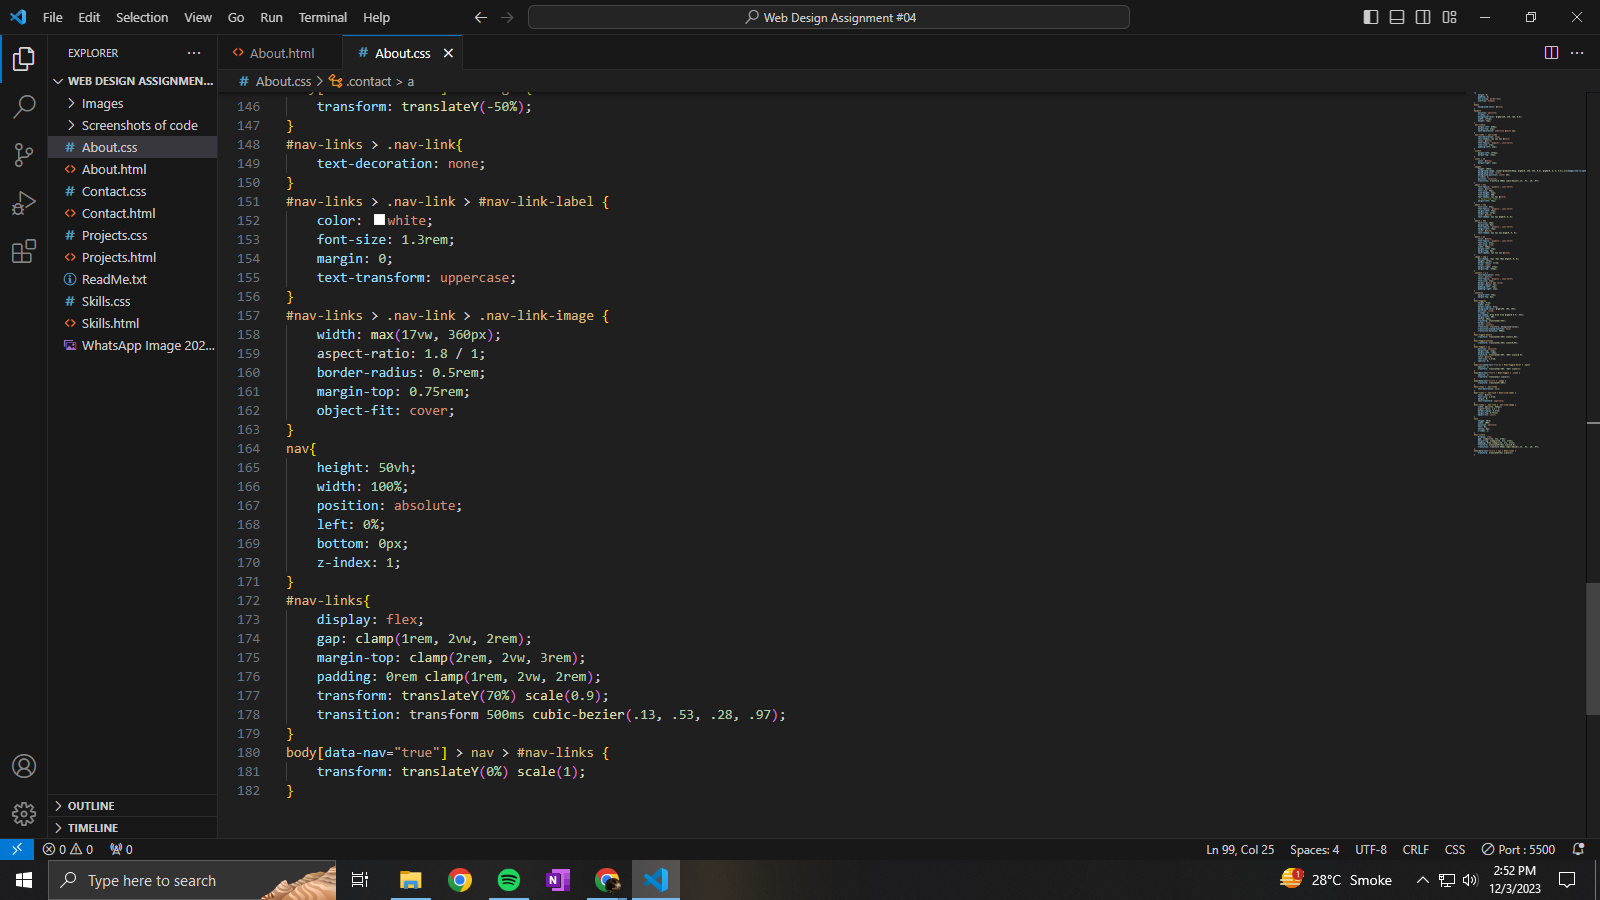 File Edit Selection View Go Run Terminal Help
Web Design Assignment #04
EXPLORER
WEB DESIGN ASSIGNMEN...
Images
Screenshots of code
About.css
About.html
Contact.css
Contact.html
Projects.css
Projects.html
ReadMe.txt
Skills.css
Skills.html
WhatsApp Image 202...
OUTLINE
TIMELINE
About.html
About.css
About.css > .contact > a
146 transform: translateY(-50%);
147 }
148 #nav-links > .nav-link{
149 text-decoration: none;
150 }
151 #nav-links > .nav-link > #nav-link-label {
152 color: white;
153 font-size: 1.3rem;
154 margin: 0;
155 text-transform: uppercase;
156 }
157 #nav-links > .nav-link > .nav-link-image {
158 width: max(17vw, 360px);
159 aspect-ratio: 1.8 / 1;
160 border-radius: 0.5rem;
161 margin-top: 0.75rem;
162 object-fit: cover;
163 }
164 nav{
165 height: 50vh;
166 width: 100%;
167 position: absolute;
168 left: 0%;
169 bottom: 0px;
170 z-index: 1;
171 }
172 #nav-links{
173 display: flex;
174 gap: clamp(1rem, 2vw, 2rem);
175 margin-top: clamp(2rem, 2vw, 3rem);
176 padding: 0rem clamp(1rem, 2vw, 2rem);
177 transform: translateY(70%) scale(0.9);
178 transition: transform 500ms cubic-bezier(.13, .53, .28, .97);
179 }
180 body[data-nav="true"] > nav > #nav-links {
181 transform: translateY(0%) scale(1);
182 }
0 0 0
Ln 99, Col 25 Spaces: 4 UTF-8 CRLF CSS Port : 5500
Type here to search
1
28°C Smoke
2:52 PM
12/3/2023